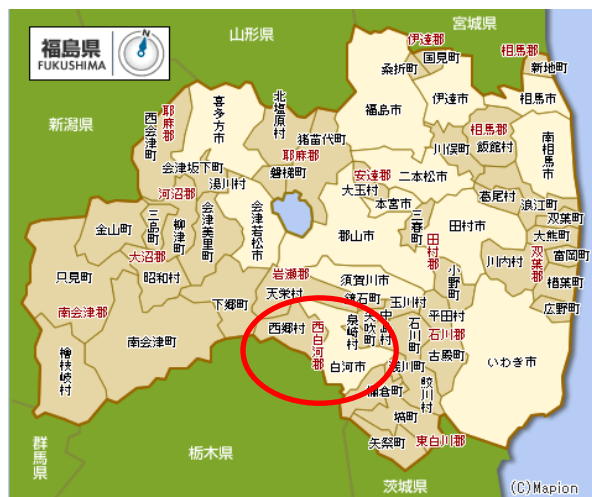 福島県
FUKUSHIMA
N
山形県
宮城県
新潟県
伊達郡
国見町
桑折町
相馬郡
新地町
喜多方市
北塩原村
耶麻郡
西会津町
福島市
伊達市
相馬市
猪苗代町
耶麻郡
磐梯町
相馬郡
飯舘村
川俣町
南相馬市
会津坂下町
湯川村
河沼郡
安達郡
大玉村
二本松市
本宮市
葛尾村
浪江町
双葉町
大熊町
富岡町
楢葉町
広野町
双葉郡
川内村
田村市
田村郡
三春町
小野町
郡山市
会津若松市
会津美里町
柳津町
三島町
金山町
大沼郡
昭和村
只見町
南会津郡
檜枝岐村
南会津町
下郷町
岩瀬郡
天栄村
須賀川市
鏡石町
玉川村
平田村
石川郡
古殿町
石川町
浅川町
中島村
矢吹町
泉崎村
西白河郡
西郷村
白河市
棚倉町
鮫川村
塙町
矢祭町
東白川郡
いわき市
群馬県
栃木県
茨城県
(C)Mapion